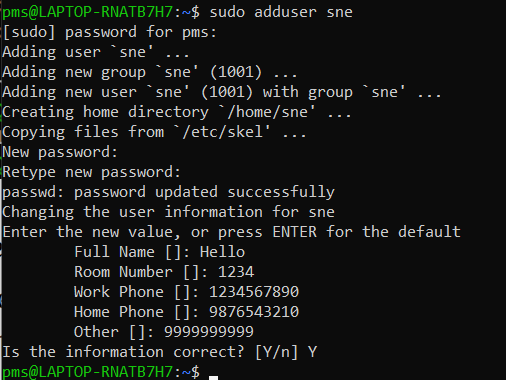 pms@LAPTOP-RNATB7H7:~$ sudo adduser sne
[sudo] password for pms:
Adding user `sne' ...
Adding new group `sne' (1001) ...
Adding new user `sne' (1001) with group `sne' ...
Creating home directory `/home/sne' ...
Copying files from `/etc/skel' ...
New password:
Retype new password:
passwd: password updated successfully
Changing the user information for sne
Enter the new value, or press ENTER for the default
        Full Name []: Hello
        Room Number []: 1234
        Work Phone []: 1234567890
        Home Phone []: 9876543210
        Other []: 9999999999
Is the information correct? [Y/n] Y
pms@LAPTOP-RNATB7H7:~$